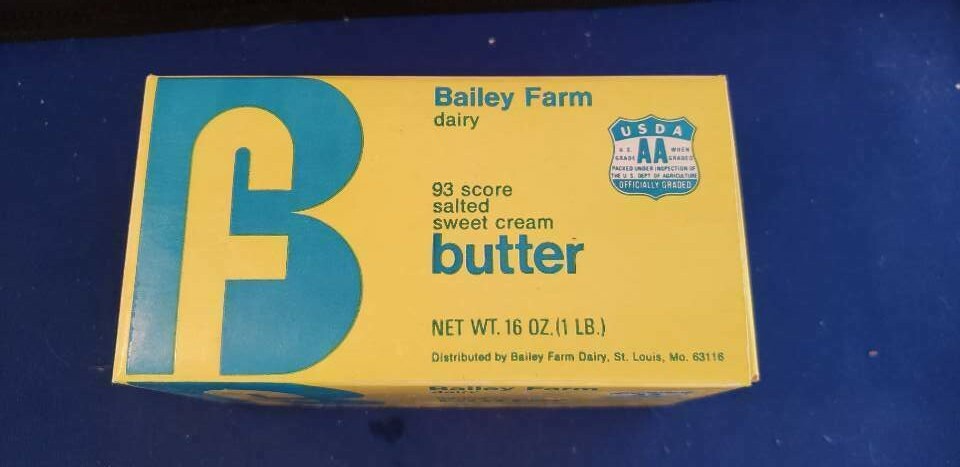 B
f
Bailey Farm
dairy
USDA
U. S. GRADE AA WHEN GRADED
PACKED UNDER INSPECTION OF
THE U. S. DEPT OF AGRICULTURE
OFFICIALLY GRADED
93 score
salted
sweet cream
butter
NET WT. 16 OZ. (1 LB.)
Distributed by Bailey Farm Dairy, St. Louis, Mo. 63116
Bailey Farm
dairy